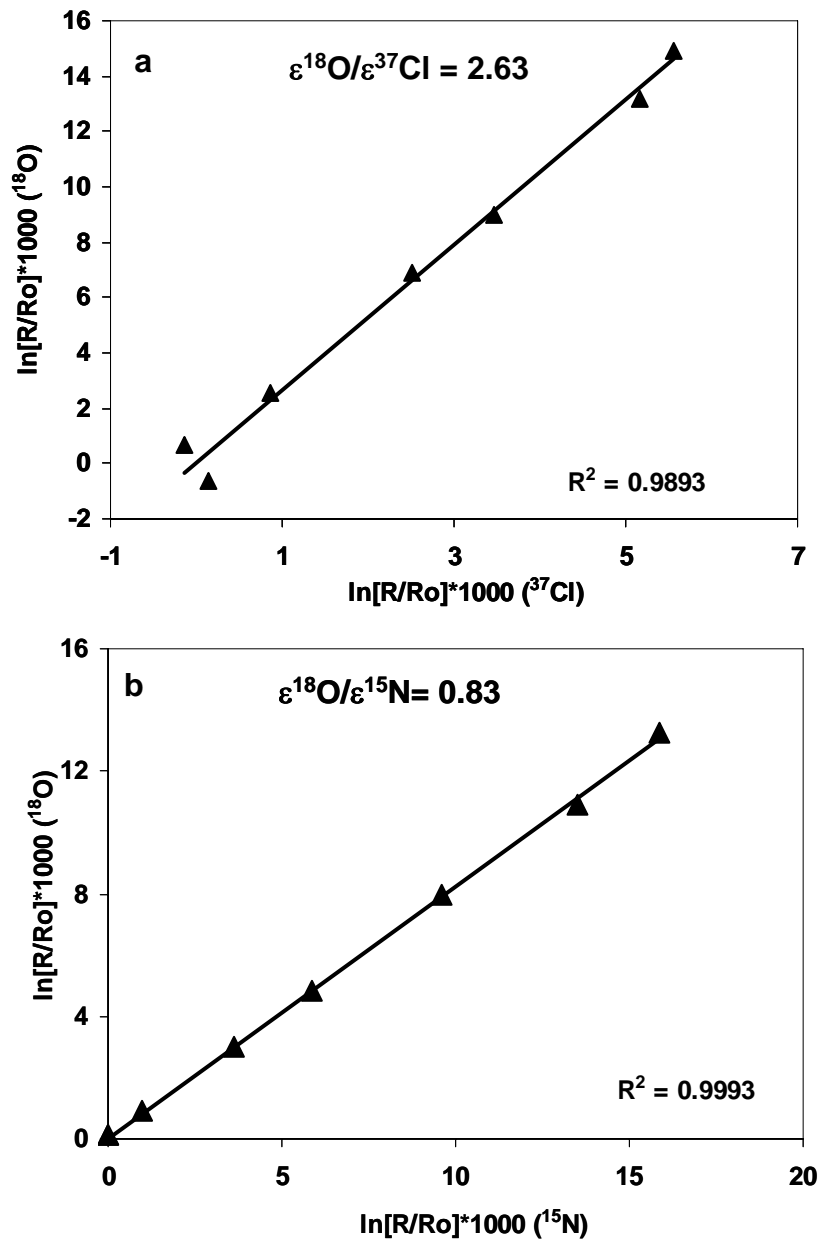 a
ε¹⁸O/ε³⁷Cl = 2.63
16
14
12
10
8
6
4
2
0
-2
ln[R/Ro]*1000 (¹⁸O)
R² = 0.9893
-1 1 3 5 7
ln[R/Ro]*1000 (³⁷Cl)
b
ε¹⁸O/ε¹⁵N= 0.83
16
12
8
4
0
ln[R/Ro]*1000 (¹⁸O)
R² = 0.9993
0 5 10 15 20
ln[R/Ro]*1000 (¹⁵N)